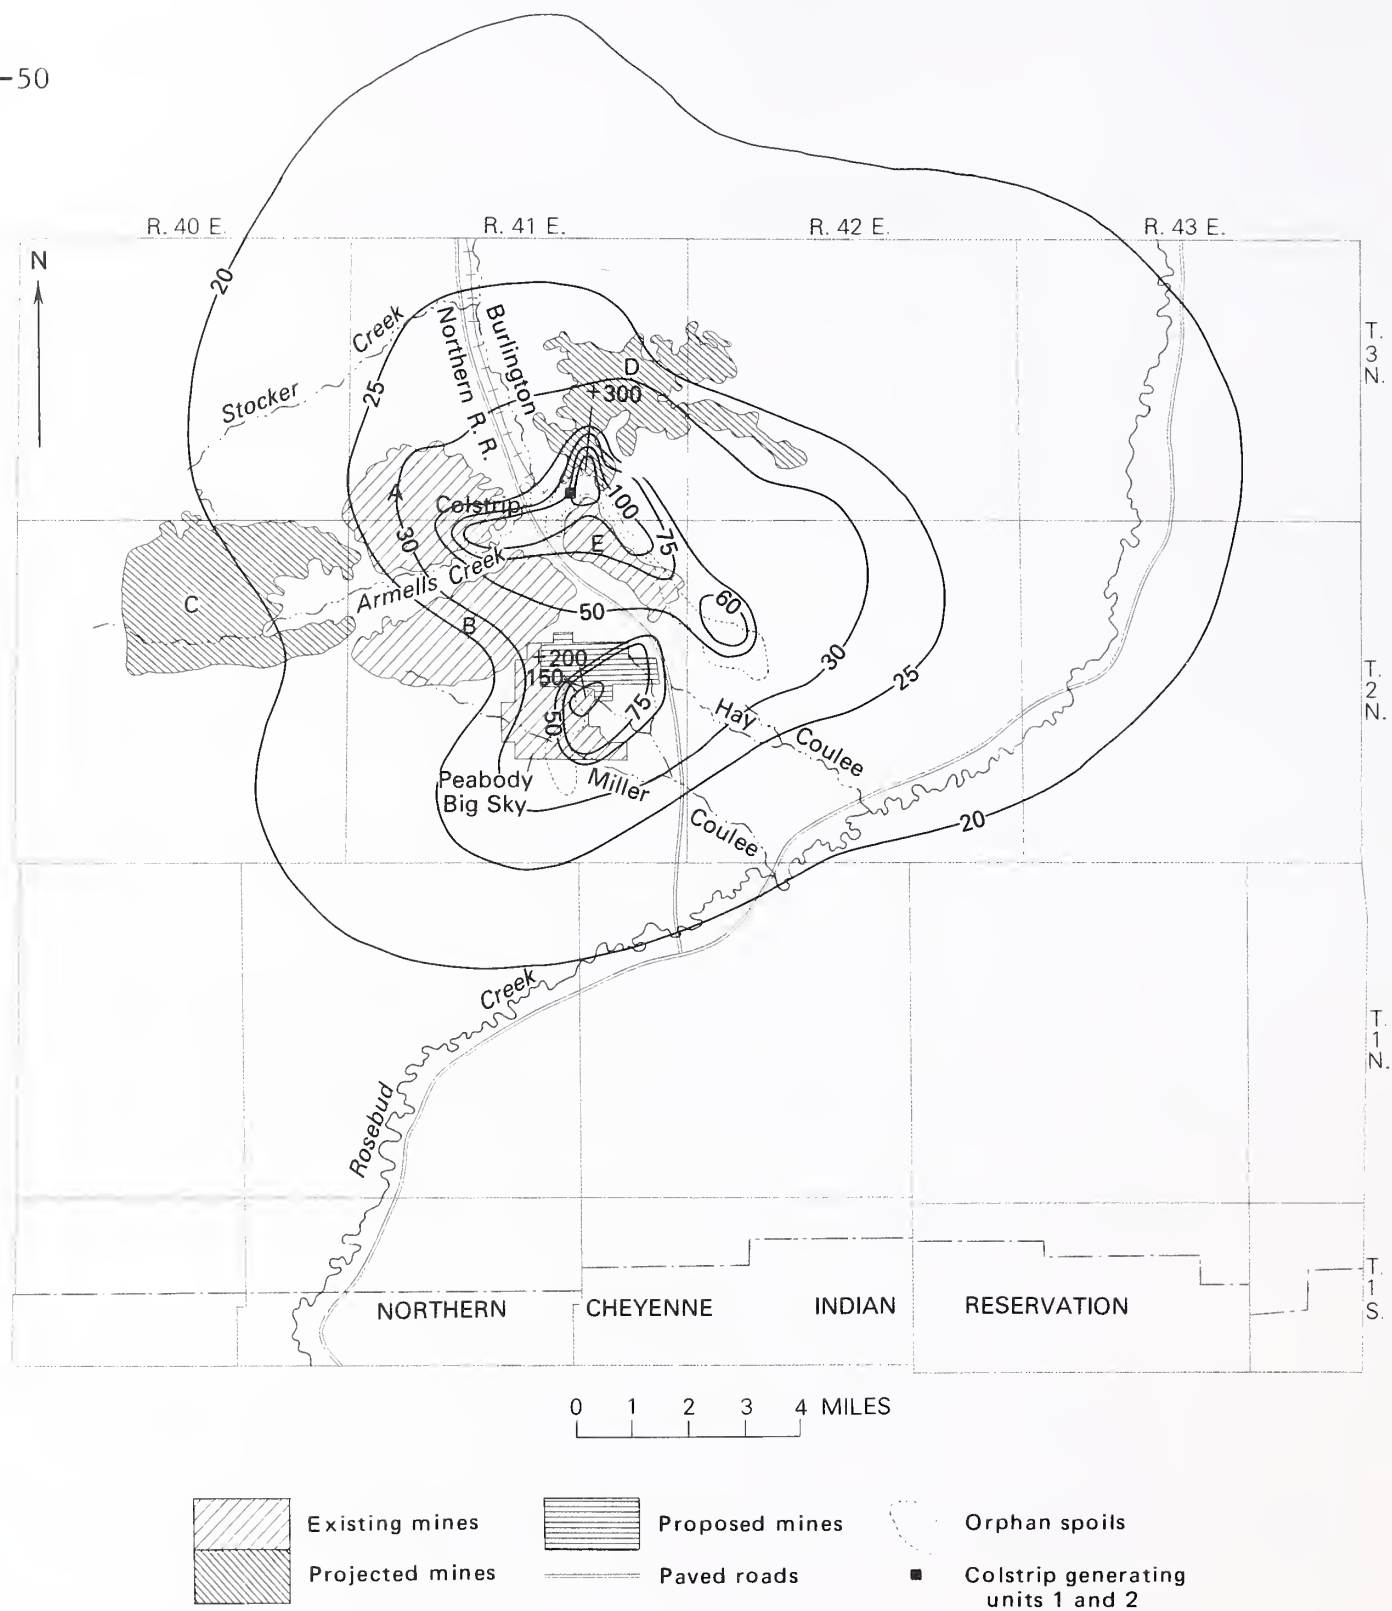 -50
R. 40 E.
R. 41 E.
R. 42 E.
R. 43 E.
N
20
Stocker Creek
Northern R. R.
Burlington
T. 3 N.
25
D
+300
A
Colstrip
100
30
E
75
C
Armells Creek
B
50
60
+200
150
30
25
T. 2 N.
50
75
Hay Coulee
Peabody
Big Sky
Miller Coulee
20
Creek
Rosebud
T. 1 N.
T. 1 S.
NORTHERN CHEYENNE INDIAN RESERVATION
0 1 2 3 4 MILES
Existing mines
Proposed mines
Orphan spoils
Projected mines
Paved roads
Colstrip generating
units 1 and 2